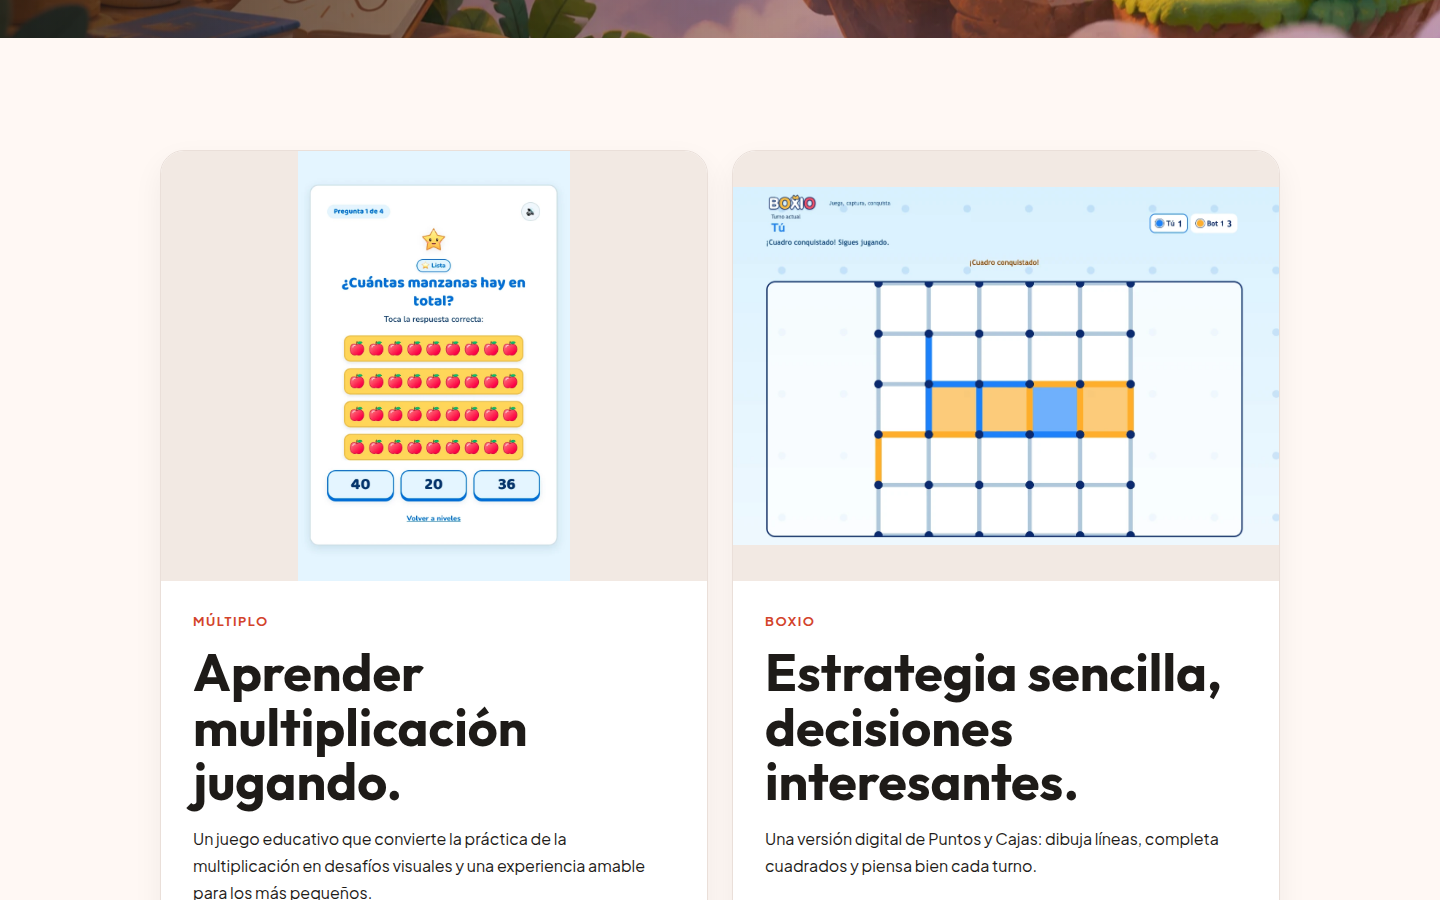 Pregunta 1 de 4
Lista
¿Cuántas manzanas hay en
total?
Toca la respuesta correcta:
40
20
36
Volver a niveles
MÚLTIPLO
Aprender
multiplicación
jugando.
Un juego educativo que convierte la práctica de la
multiplicación en desafíos visuales y una experiencia amable
para los más pequeños.
BOXIO
Juega, captura, conquista
Turno actual
Tú
¡Cuadro conquistado! Sigues jugando.
Tú 1
Bot 1 3
¡Cuadro conquistado!
BOXIO
Estrategia sencilla,
decisiones
interesantes.
Una versión digital de Puntos y Cajas: dibuja líneas, completa
cuadrados y piensa bien cada turno.